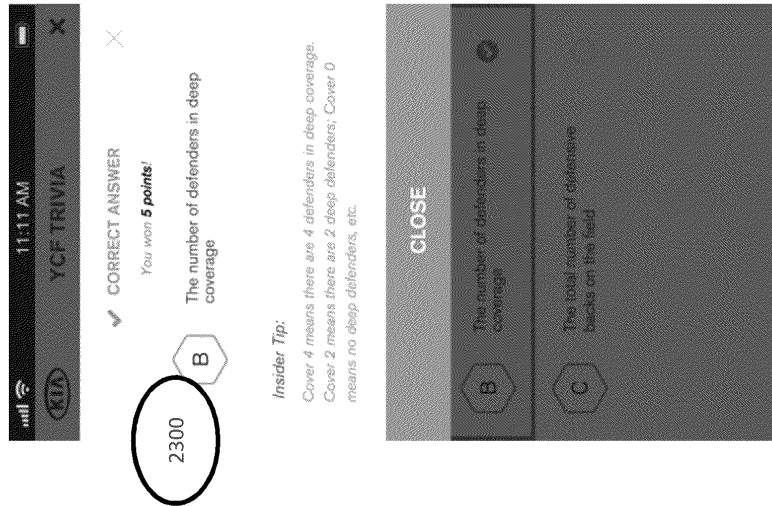 11:11 AM
KIA
YCF TRIVIA
X
✔ CORRECT ANSWER
You won 5 points!
B
The number of defenders in deep
coverage
2300
Insider Tip:
Cover 4 means there are 4 defenders in deep coverage.
Cover 2 means there are 2 deep defenders; Cover 0
means no deep defenders, etc.
CLOSE
B
The number of defenders in deep
coverage
C
The total number of defensive
backs on the field